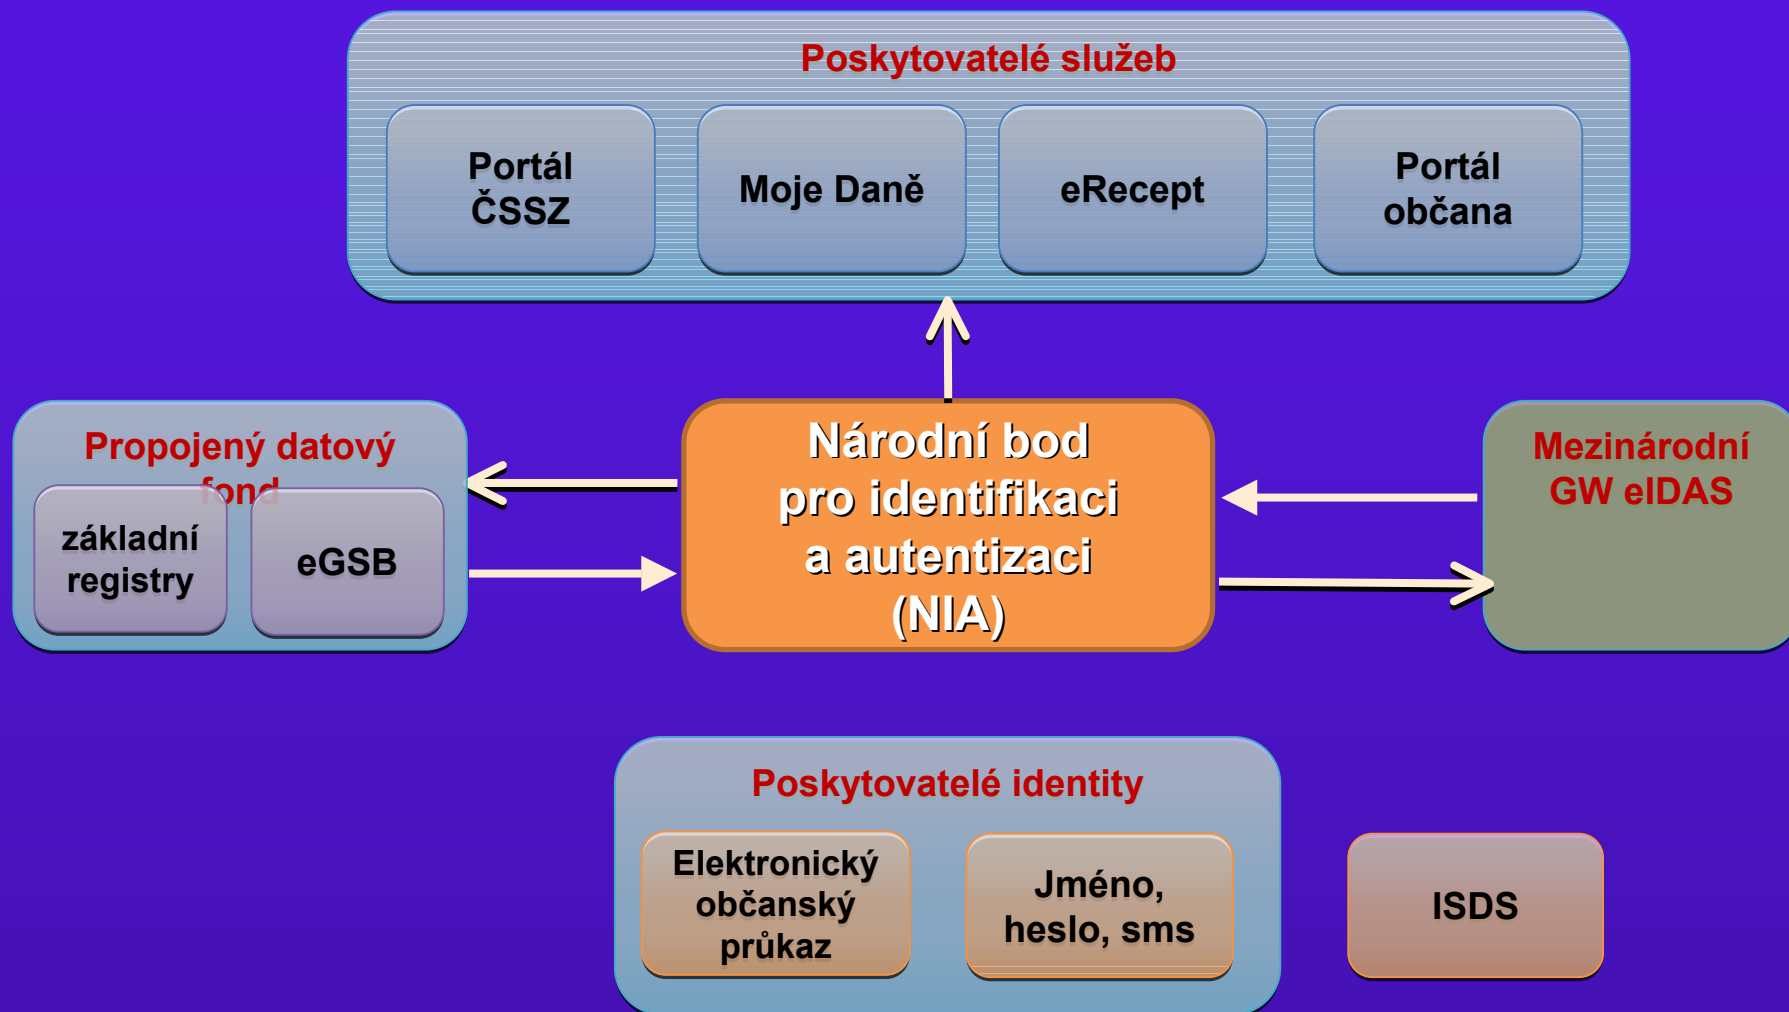 Poskytovatelé služeb
Portál
ČSSZ
Moje Daně
eRecept
Portál
občana
Propojený datový
fond
základní
registry
eGSB
Národní bod
pro identifikaci
a autentizaci
(NIA)
Mezinárodní
GW eIDAS
Poskytovatelé identity
Elektronický
občanský
průkaz
Jméno,
heslo, sms
ISDS